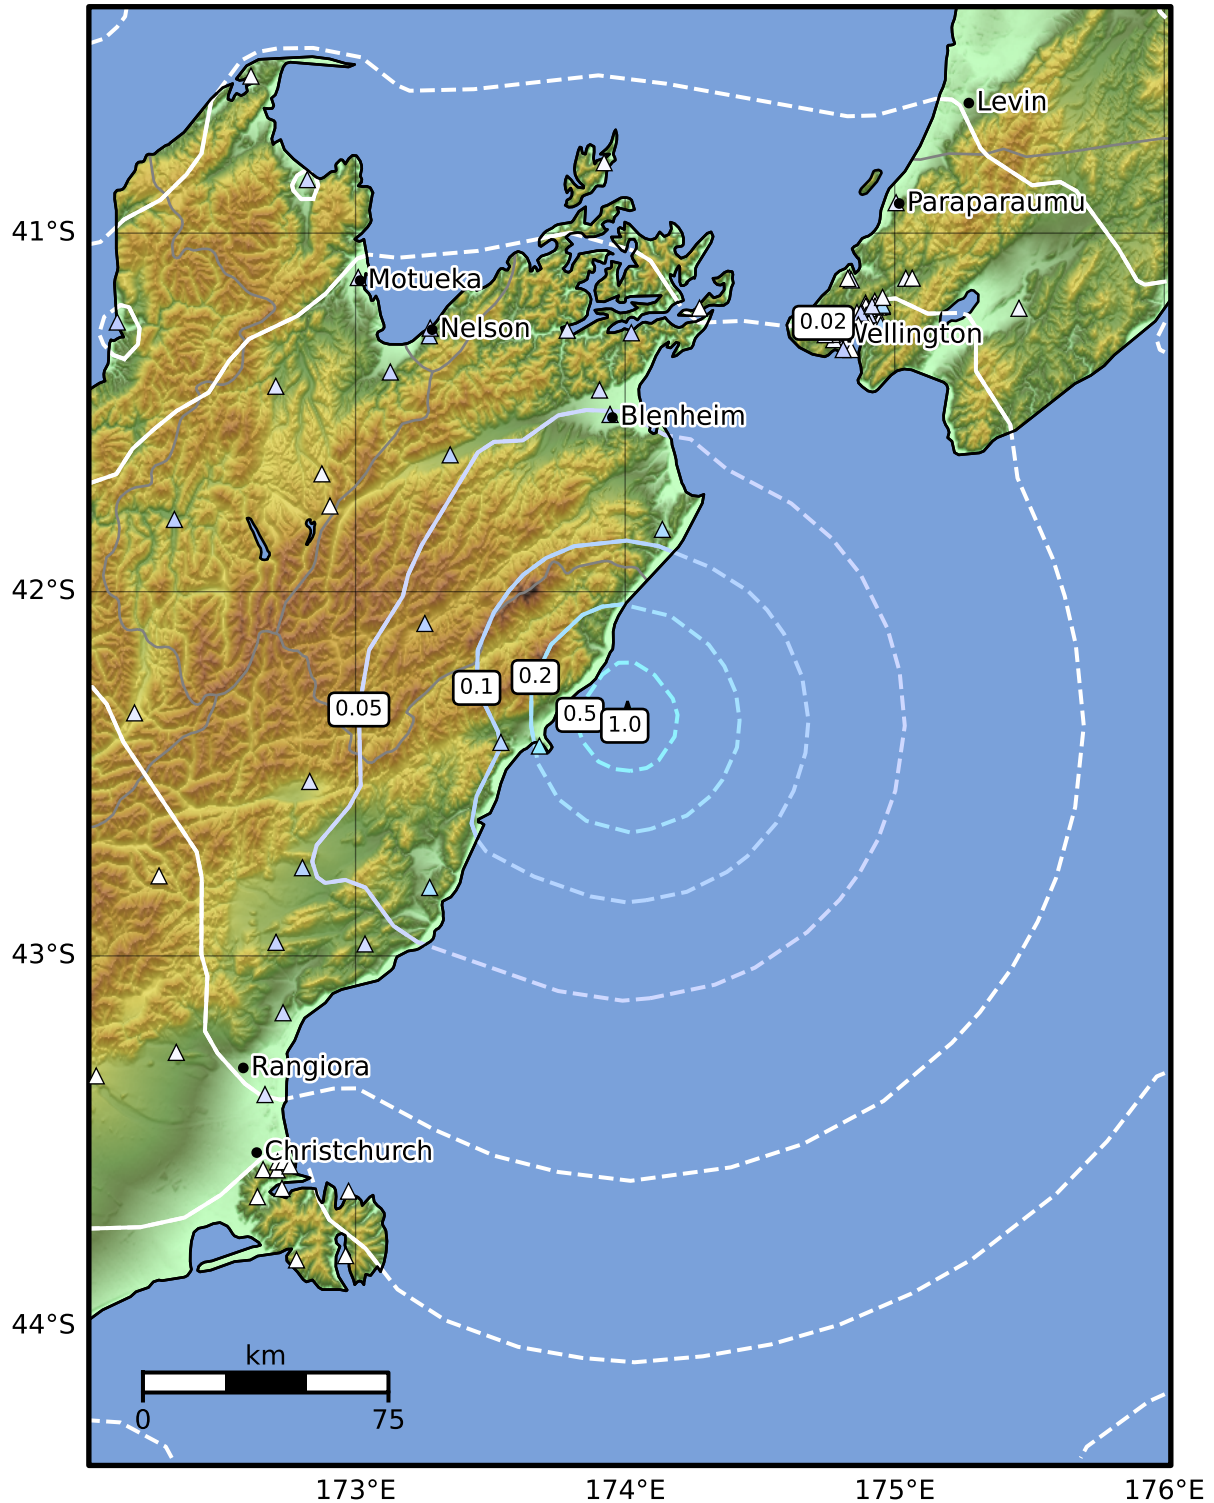 Levin
Paraparaumu
41°S
Motueka
Nelson
0.02
Wellington
Blenheim
42°S
0.2
0.1
0.05
0.5
1.0
43°S
Rangiora
Christchurch
44°S
km
0 75
173°E 174°E 175°E 176°E